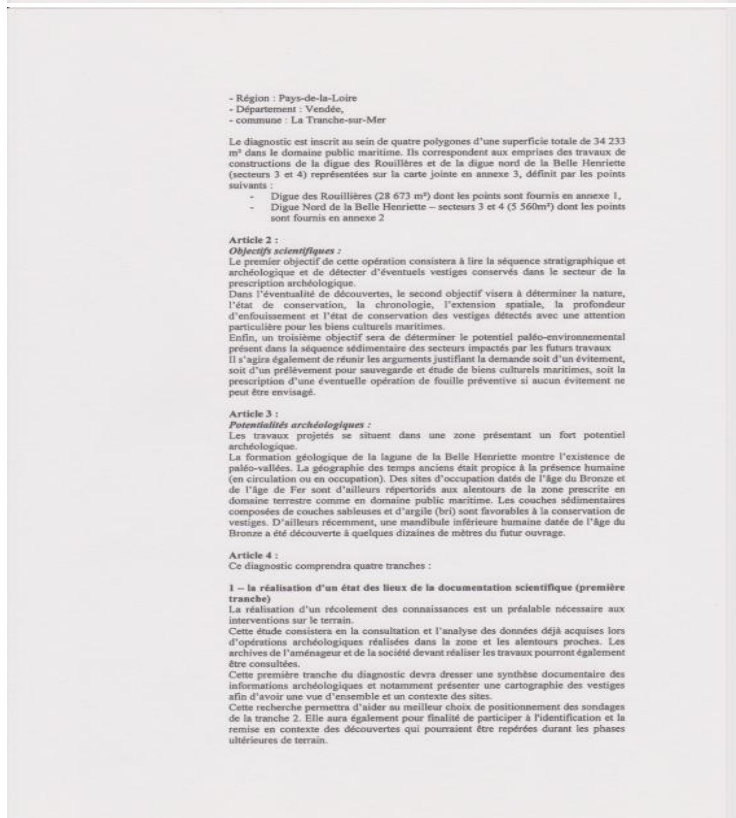 - Région : Pays-de-la-Loire
- Département : Vendée,
- commune : La Tranche-sur-Mer
Le diagnostic est inscrit au sein de quatre polygones d'une superficie totale de 34 233
m² dans le domaine public maritime. Ils correspondent aux emprises des travaux de
constructions de la digue des Rouillères et de la digue nord de la Belle Henriette
(secteurs 3 et 4) représentées sur la carte jointe en annexe 3, définit par les points
suivants :
- Digue des Rouillières (28 673 m²) dont les points sont fournis en annexe 1,
- Digue Nord de la Belle Henriette – secteurs 3 et 4 (5 560m²) dont les points
sont fournis en annexe 2
Article 2 :
Objectifs scientifiques :
Le premier objectif de cette opération consistera à lire la séquence stratigraphique et
archéologique et de détecter d'éventuels vestiges conservés dans le secteur de la
prescription archéologique.
Dans l'éventualité de découvertes, le second objectif visera à déterminer la nature,
l'état de conservation, la chronologie, l'extension spatiale, la profondeur
d'enfouissement et l'état de conservation des vestiges détectés avec une attention
particulière pour les biens culturels maritimes.
Enfin, un troisième objectif sera de déterminer le potentiel paléo-environnemental
présent dans la séquence sédimentaire des secteurs impactés par les futurs travaux
Il s'agira également de réunir les arguments justifiant la demande soit d'un évitement,
soit d'un prélèvement pour sauvegarde et étude de biens culturels maritimes, soit la
prescription d'une éventuelle opération de fouille préventive si aucun évitement ne
peut être envisagé.
Article 3 :
Potentialités archéologiques :
Les travaux projetés se situent dans une zone présentant un fort potentiel
archéologique.
La formation géologique de la lagune de la Belle Henriette montre l'existence de
paléo-vallées. La géographie des temps anciens était propice à la présence humaine
(en circulation ou en occupation). Des sites d'occupation datés de l'âge du Bronze et
de l'âge de Fer sont d'ailleurs répertoriés aux alentours de la zone prescrite en
domaine terrestre comme en domaine public maritime. Les couches sédimentaires
composées de couches sableuses et d'argile (bri) sont favorables à la conservation de
vestiges. D'ailleurs récemment, une mandibule inférieure humaine datée de l'âge du
Bronze a été découverte à quelques dizaines de mètres du futur ouvrage.
Article 4 :
Ce diagnostic comprendra quatre tranches :
1 – la réalisation d'un état des lieux de la documentation scientifique (première
tranche)
La réalisation d'un récolement des connaissances est un préalable nécessaire aux
interventions sur le terrain.
Cette étude consistera en la consultation et l'analyse des données déjà acquises lors
d'opérations archéologiques réalisées dans la zone et les alentours proches. Les
archives de l'aménageur et de la société devant réaliser les travaux pourront également
être consultées.
Cette première tranche du diagnostic devra dresser une synthèse documentaire des
informations archéologiques et notamment présenter une cartographie des vestiges
afin d'avoir une vue d'ensemble et un contexte des sites.
Cette recherche permettra d'aider au meilleur choix de positionnement des sondages
de la tranche 2. Elle aura également pour finalité de participer à l'identification et la
remise en contexte des découvertes qui pourraient être repérées durant les phases
ultérieures de terrain.